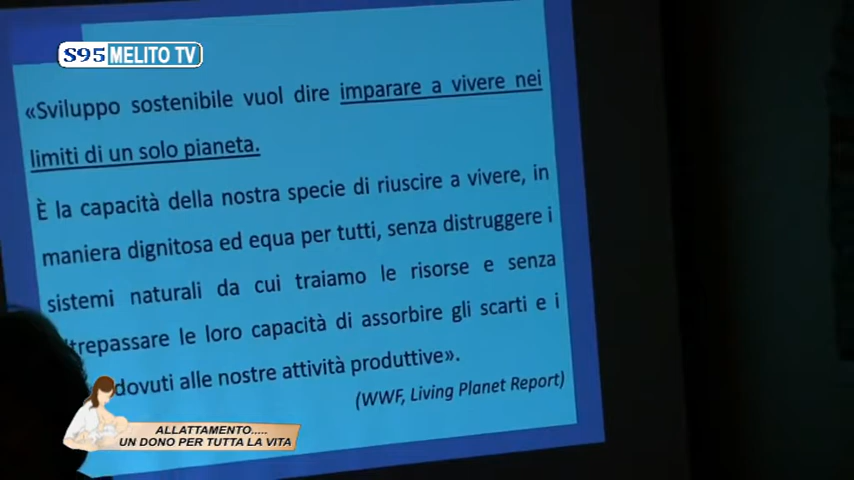 S95 MELITO TV
«Sviluppo sostenibile vuol dire imparare a vivere nei
limiti di un solo pianeta.
È la capacità della nostra specie di riuscire a vivere, in
maniera dignitosa ed equa per tutti, senza distruggere i
sistemi naturali da cui traiamo le risorse e senza
trepassare le loro capacità di assorbire gli scarti e i
dovuti alle nostre attività produttive».
(WWF, Living Planet Report)
ALLATTAMENTO.....
UN DONO PER TUTTA LA VITA